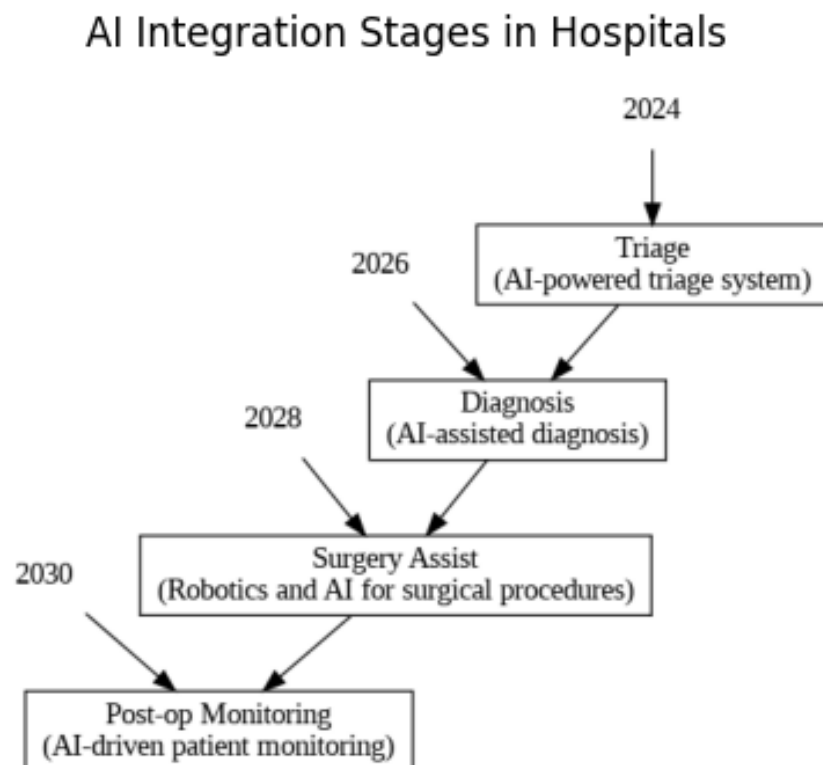 AI Integration Stages in Hospitals
2024
Triage
(AI-powered triage system)
2026
Diagnosis
(AI-assisted diagnosis)
2028
Surgery Assist
(Robotics and AI for surgical procedures)
2030
Post-op Monitoring
(AI-driven patient monitoring)